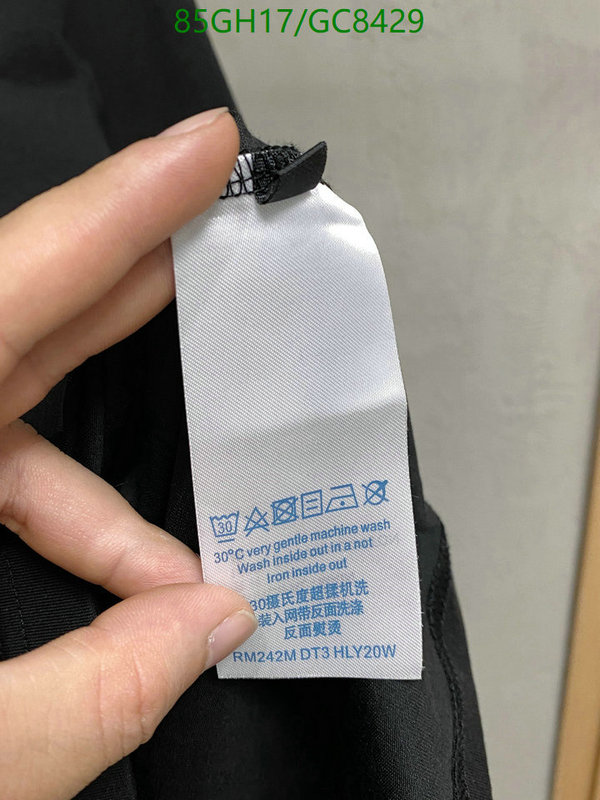 85GH17/GC8429
30
30°C very gentle machine wash
Wash inside out in a not
Iron inside out
30摄氏度超揉机洗
装入网带反面洗涤
反面熨烫
RM242M DT3 HLY20W